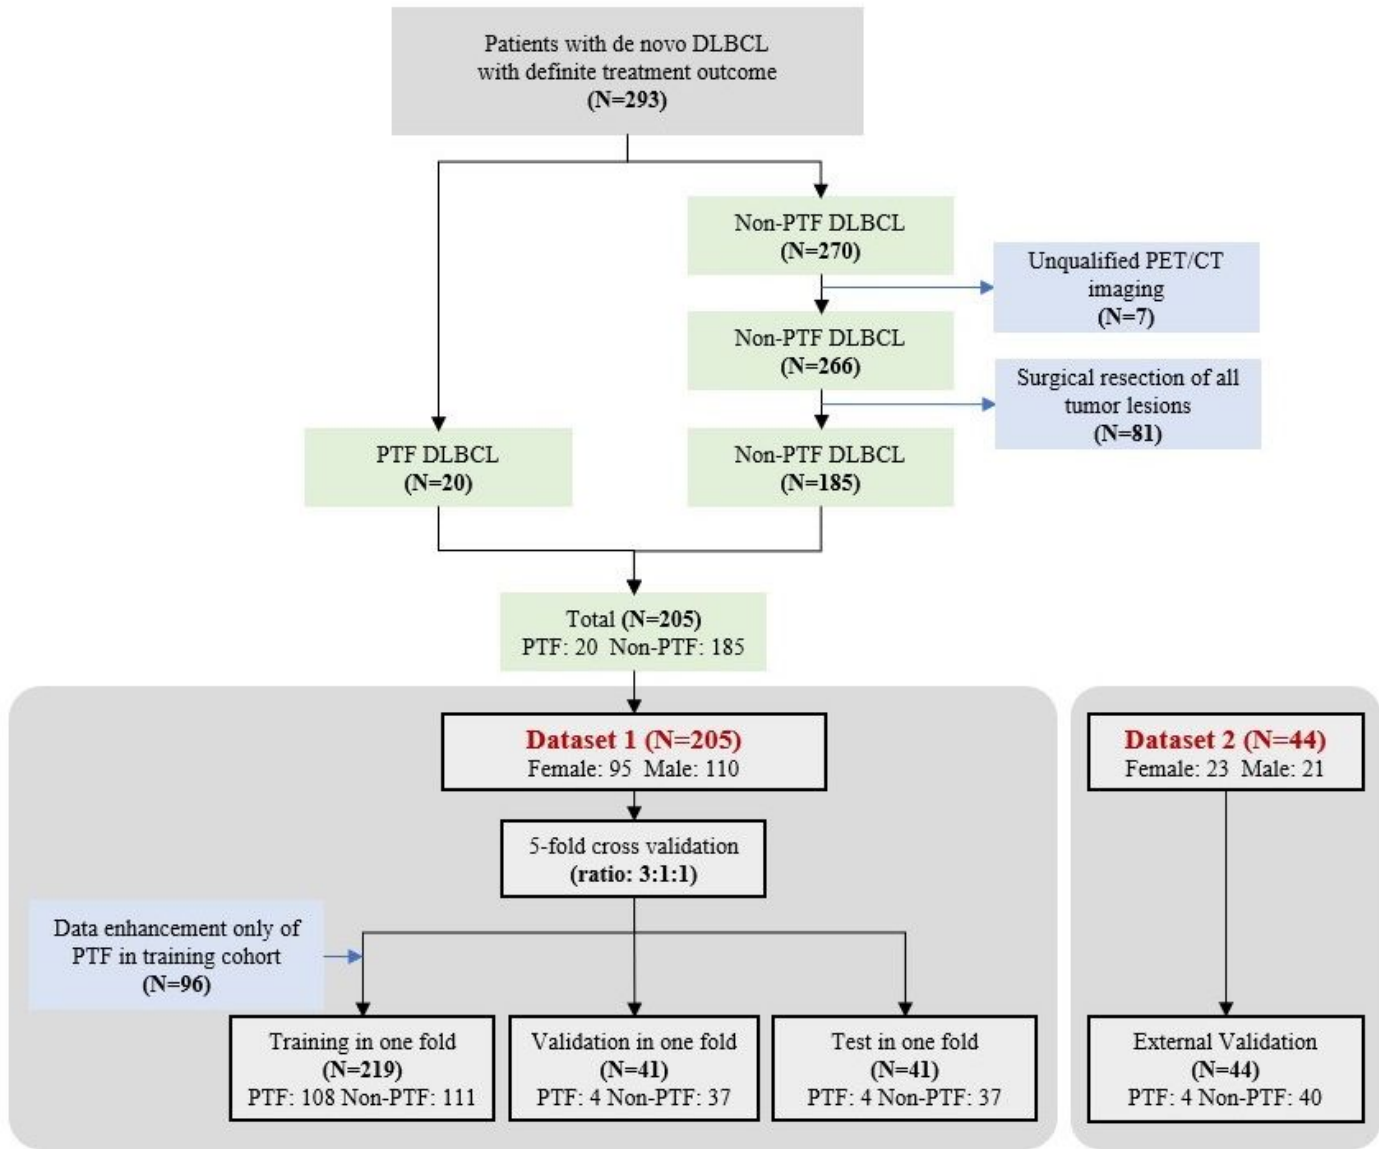 Patients with de novo DLBCL
with definite treatment outcome
(N=293)
Non-PTF DLBCL
(N=270)
Unqualified PET/CT
imaging
(N=7)
Non-PTF DLBCL
(N=266)
Surgical resection of all
tumor lesions
(N=81)
PTF DLBCL
(N=20)
Non-PTF DLBCL
(N=185)
Total (N=205)
PTF: 20 Non-PTF: 185
Dataset 1 (N=205)
Female: 95 Male: 110
Dataset 2 (N=44)
Female: 23 Male: 21
5-fold cross validation
(ratio: 3:1:1)
Data enhancement only of
PTF in training cohort
(N=96)
Training in one fold
(N=219)
PTF: 108 Non-PTF: 111
Validation in one fold
(N=41)
PTF: 4 Non-PTF: 37
Test in one fold
(N=41)
PTF: 4 Non-PTF: 37
External Validation
(N=44)
PTF: 4 Non-PTF: 40